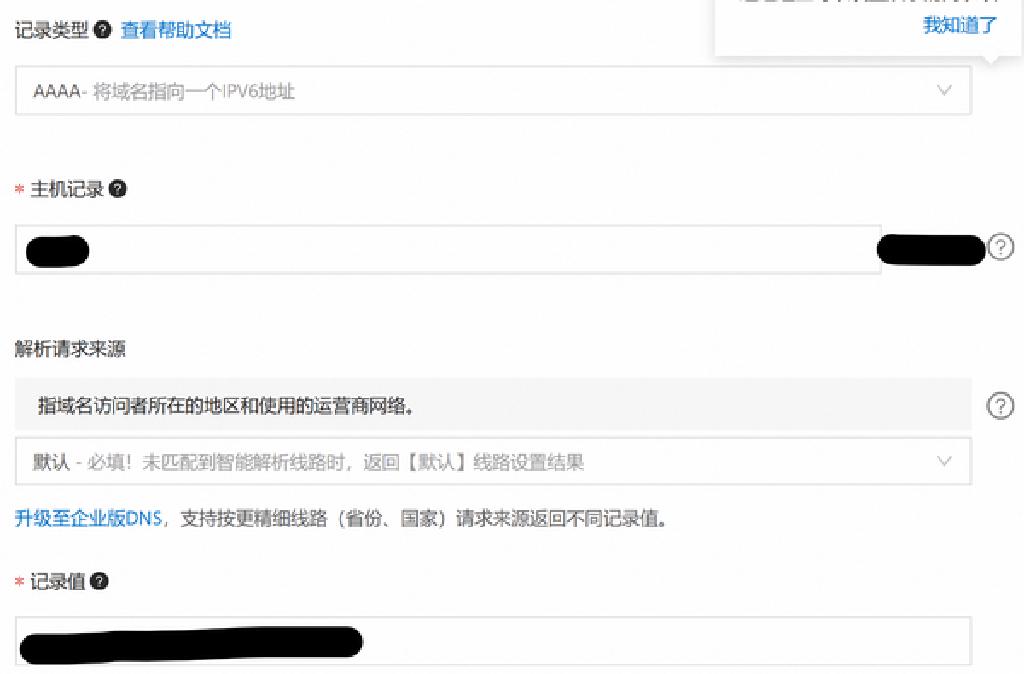 记录类型 查看帮助文档
我知道了
AAAA- 将域名指向一个IPV6地址
* 主机记录
解析请求来源
指域名访问者所在的地区和使用的运营商网络。
默认 - 必填！未匹配到智能解析线路时，返回【默认】线路设置结果
升级至企业版DNS，支持按更精细线路（省份、国家）请求来源返回不同记录值。
* 记录值